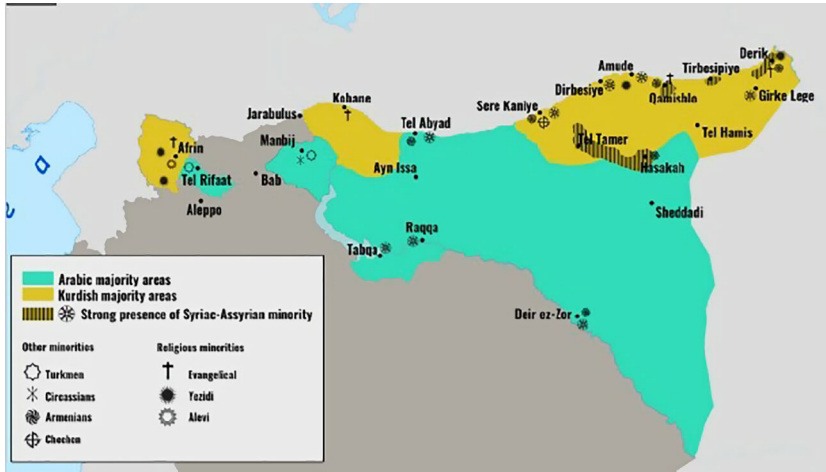 Derik
Amude
Tirbesipiye
Dirbesiye
Qamishlo
Girke Lege
Kobane
Sere Kaniye
Jarabulus
Tel Abyad
Tel Hamis
Manbij
Tel Tamer
Afrin
Hasakah
Ayn Issa
Tel Rifaat
Bab
Aleppo
Sheddadi
Raqqa
Tabqa
Deir ez-Zor
Arabic majority areas
Kurdish majority areas
Strong presence of Syriac-Assyrian minority
Other minorities
Religious minorities
Turkmen
Evangelical
Circassians
Yezidi
Armenians
Alevi
Chechen